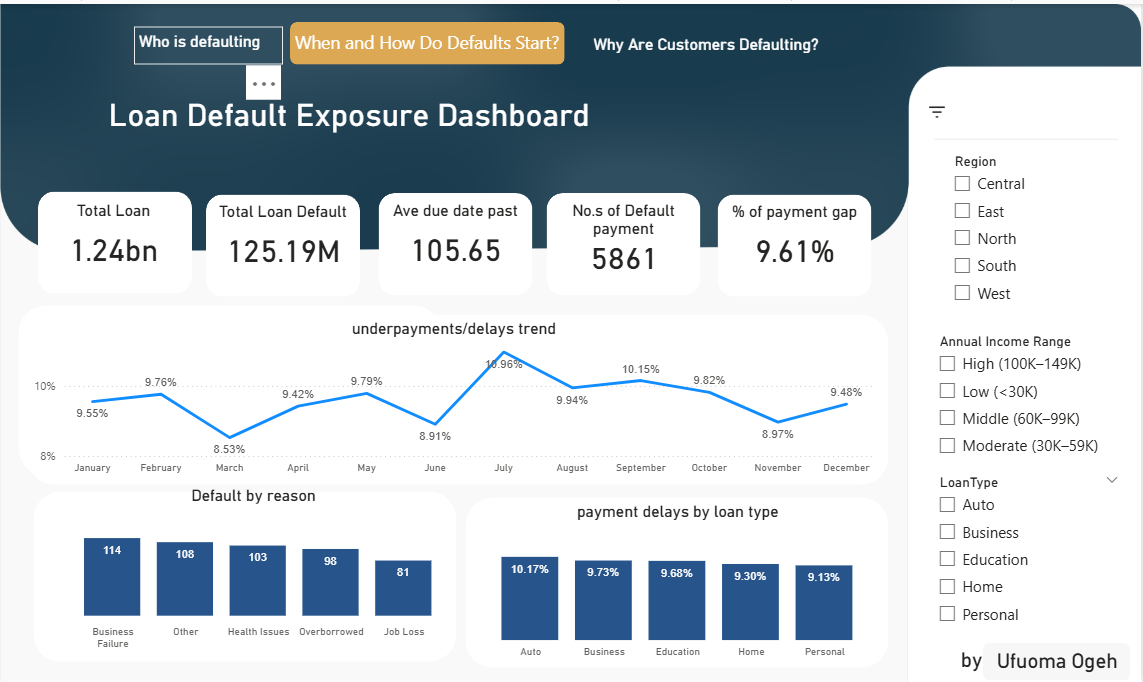 Who is defaulting
When and How Do Defaults Start?
Why Are Customers Defaulting?
...
Loan Default Exposure Dashboard
Total Loan
1.24bn
Total Loan Default
125.19M
Ave due date past
105.65
No.s of Default
payment
5861
% of payment gap
9.61%
underpayments/delays trend
10%
8%
9.55%
9.76%
8.53%
9.42%
9.79%
8.91%
10.96%
9.94%
10.15%
9.82%
8.97%
9.48%
January
February
March
April
May
June
July
August
September
October
November
December
Default by reason
114
108
103
98
81
Business
Failure
Other
Health Issues
Overborrowed
Job Loss
payment delays by loan type
10.17%
9.73%
9.68%
9.30%
9.13%
Auto
Business
Education
Home
Personal
Region
Central
East
North
South
West
Annual Income Range
High (100K–149K)
Low (<30K)
Middle (60K–99K)
Moderate (30K–59K)
LoanType
Auto
Business
Education
Home
Personal
by Ufuoma Ogeh